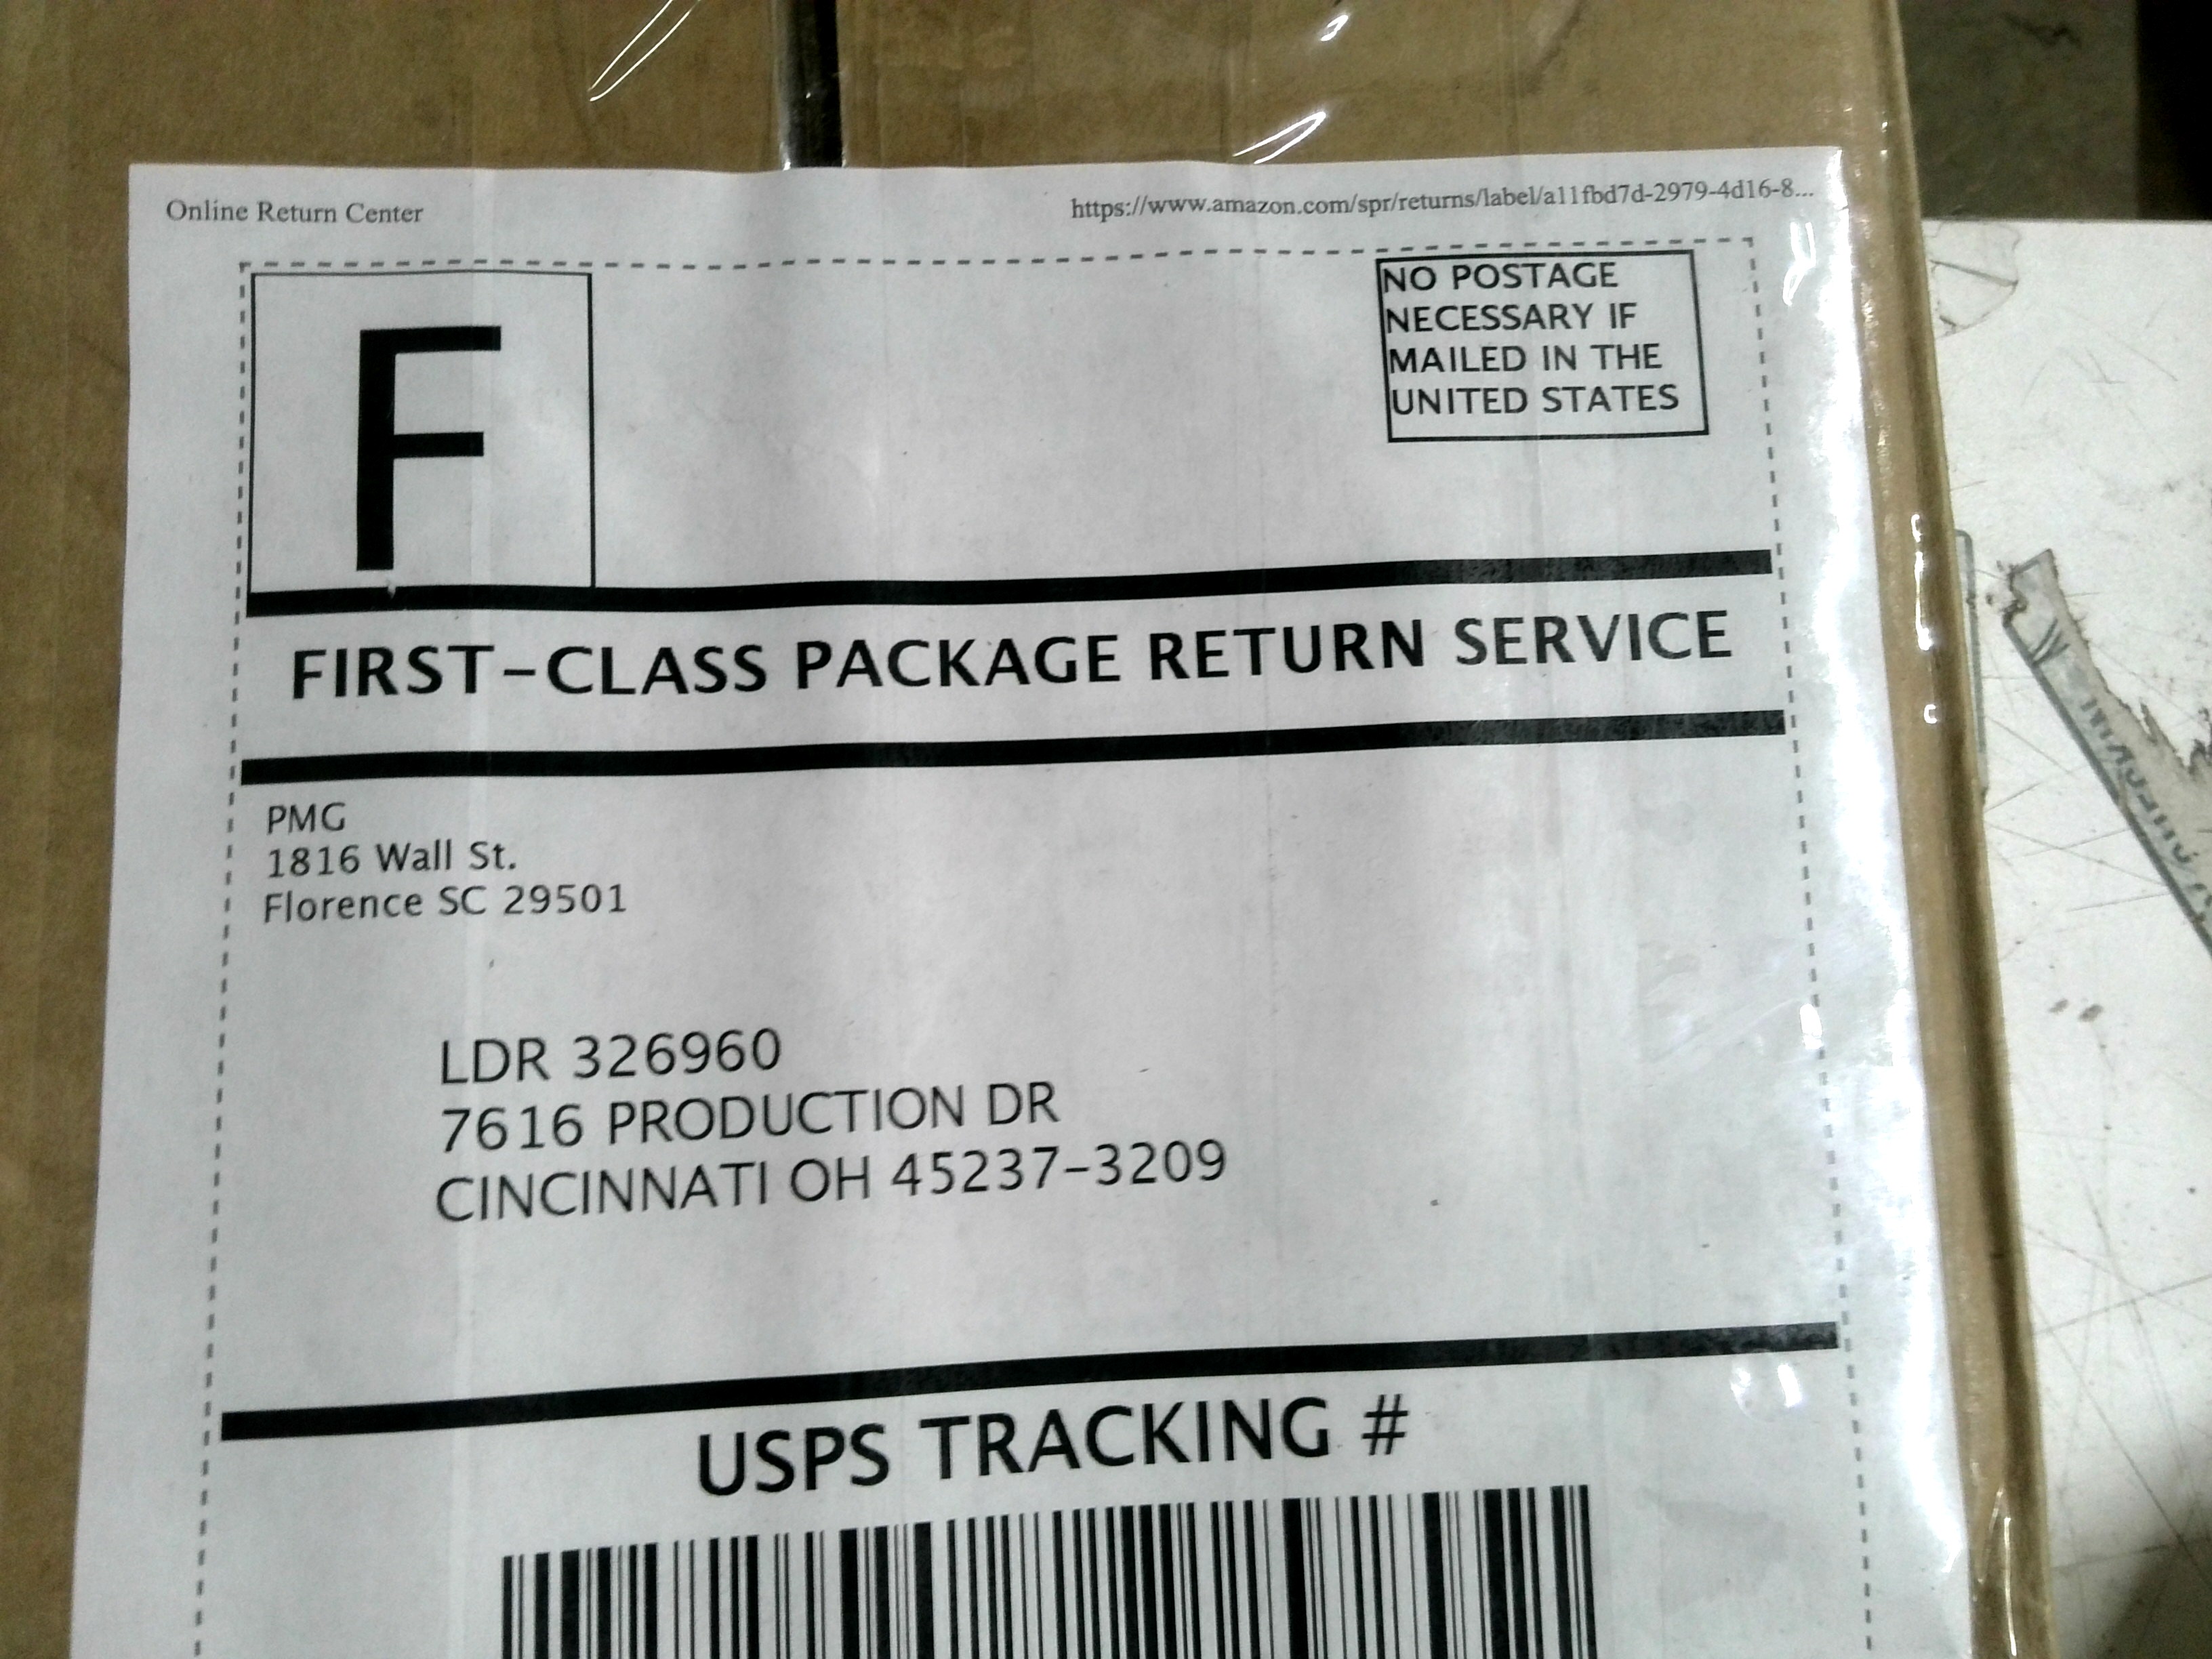 Online Return Center
https://www.amazon.com/spr/returns/label/a11fbd7d-2979-4d16-8...
F
NO POSTAGE
NECESSARY IF
MAILED IN THE
UNITED STATES
FIRST-CLASS PACKAGE RETURN SERVICE
PMG
1816 Wall St.
Florence SC 29501
LDR 326960
7616 PRODUCTION DR
CINCINNATI OH 45237-3209
USPS TRACKING #